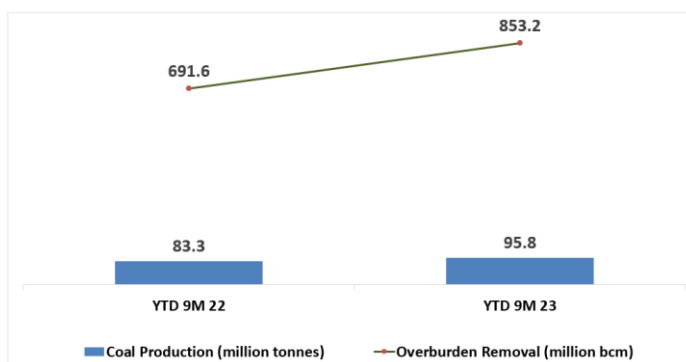 853.2
691.6
83.3
95.8
YTD 9M 22
YTD 9M 23
Coal Production (million tonnes)
Overburden Removal (million bcm)